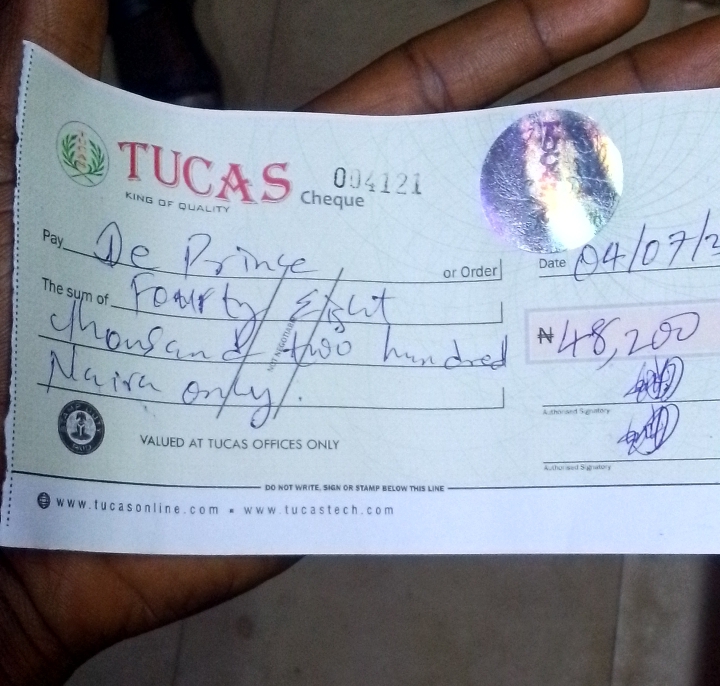 TUCAS
KING OF QUALITY
Cheque 004121
Pay De Prince or Order
Date 04/07/
The sum of Fourty Eight
thousand two hundred
₦48,200
Naira only.
NOT NEGOTIABLE
Authorised Signatory
Authorised Signatory
VALUED AT TUCAS OFFICES ONLY
DO NOT WRITE, SIGN OR STAMP BELOW THIS LINE
www.tucasonline.com • www.tucastech.com